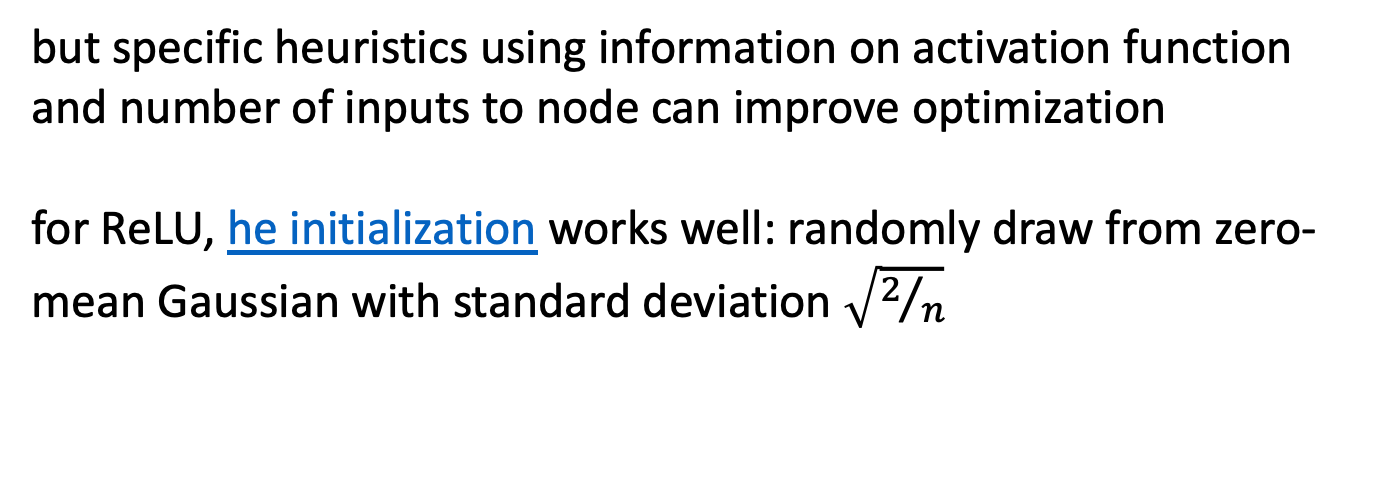 but specific heuristics using information on activation function
and number of inputs to node can improve optimization
for ReLU, he initialization works well: randomly draw from zero-
mean Gaussian with standard deviation √2/n